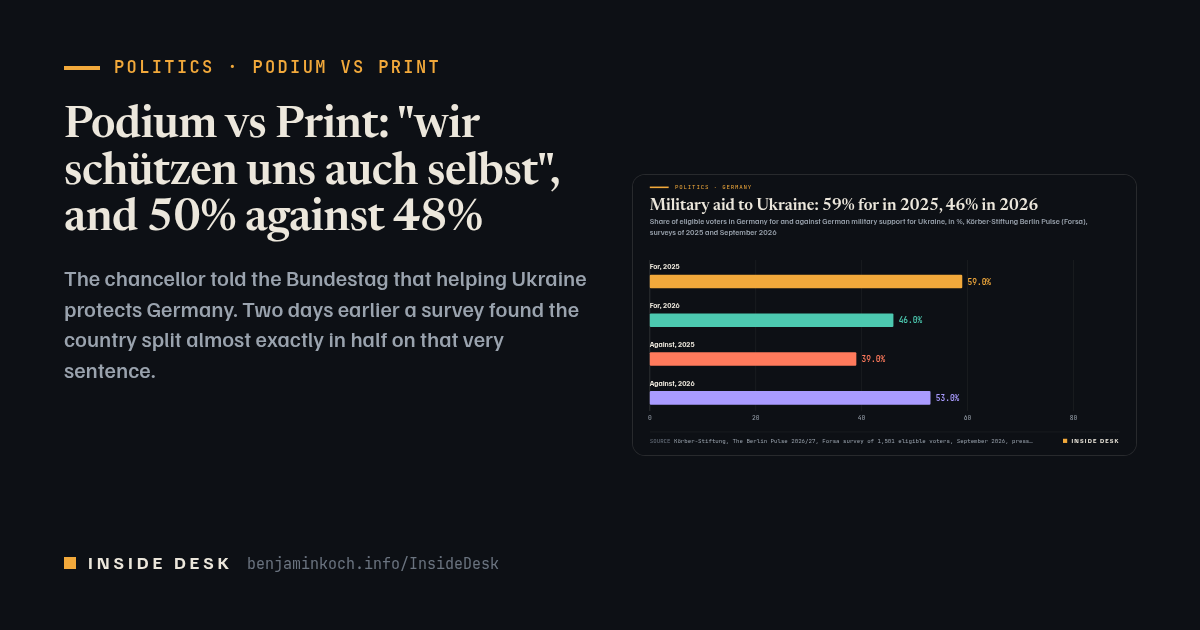 POLITICS · PODIUM VS PRINT
Podium vs Print: "wir
schützen uns auch selbst",
and 50% against 48%
The chancellor told the Bundestag that helping Ukraine
protects Germany. Two days earlier a survey found the
country split almost exactly in half on that very
sentence.
POLITICS · GERMANY
Military aid to Ukraine: 59% for in 2025, 46% in 2026
Share of eligible voters in Germany for and against German military support for Ukraine, in %, Körber-Stiftung Berlin Pulse (Forsa),
surveys of 2025 and September 2026
For, 2025
59.0%
For, 2026
46.0%
Against, 2025
39.0%
Against, 2026
53.0%
0 20 40 60 80
SOURCE Körber-Stiftung, The Berlin Pulse 2026/27, Forsa survey of 1,501 eligible voters, September 2026, press…
INSIDE DESK
INSIDE DESK benjaminkoch.info/InsideDesk